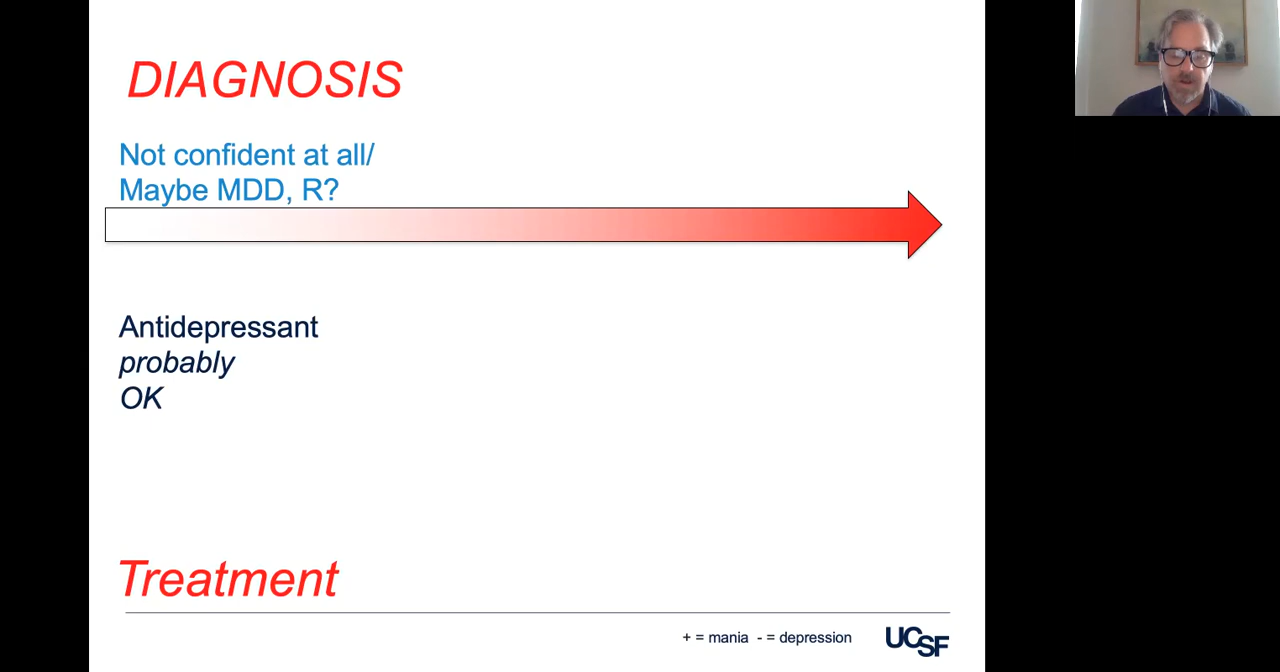 DIAGNOSIS
Not confident at all/
Maybe MDD, R?
Antidepressant
probably
OK
Treatment
+ = mania - = depression
UCSF